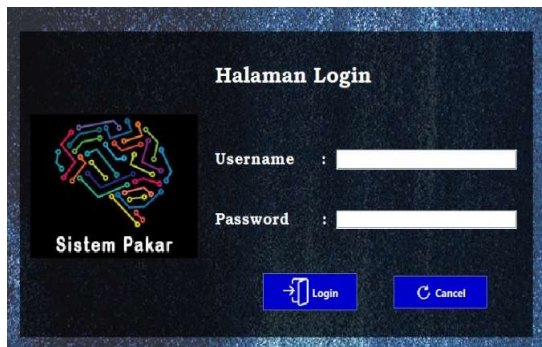 Halaman Login
Username :
Password :
Sistem Pakar
Login
Cancel